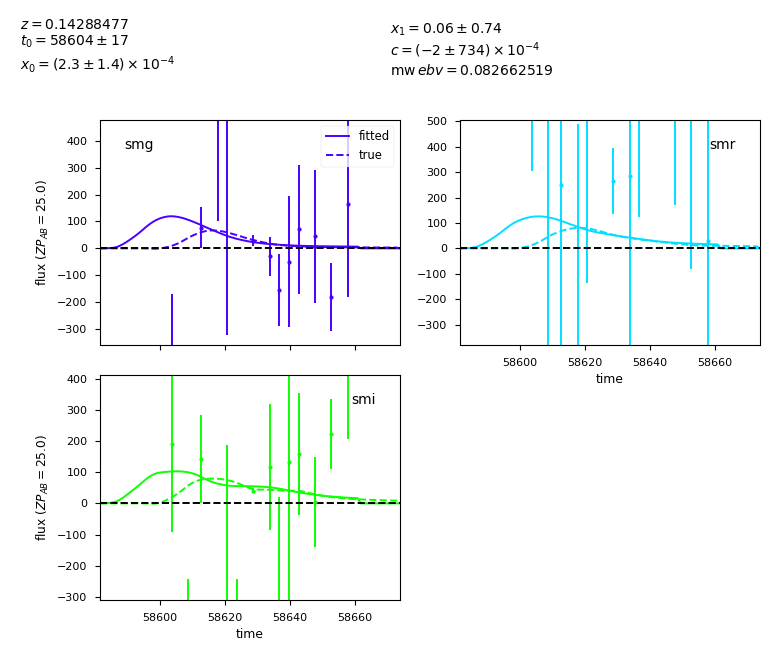 z = 0.14288477
t₀ = 58604 ± 17
x₀ = (2.3 ± 1.4) × 10⁻⁴
x₁ = 0.06 ± 0.74
c = (−2 ± 734) × 10⁻⁴
mw ebv = 0.082662519
smg
fitted
true
400
300
200
100
0
−100
−200
−300
flux (ZP_AB = 25.0)
smr
500
400
300
200
100
0
−100
−200
−300
58600
58620
58640
58660
time
smi
400
300
200
100
0
−100
−200
−300
flux (ZP_AB = 25.0)
58600
58620
58640
58660
time